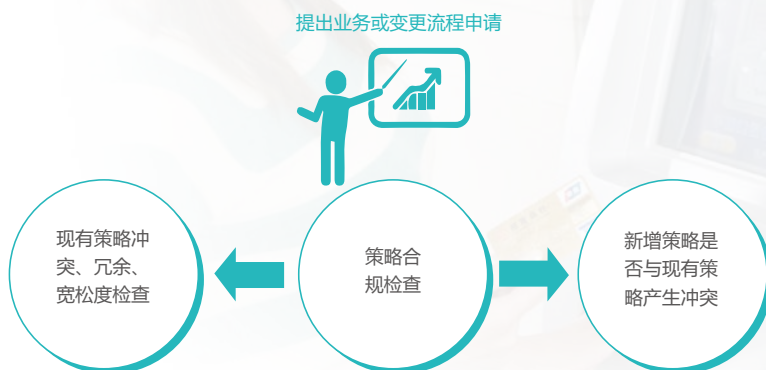 提出业务或变更流程申请
现有策略冲
突、冗余、
宽松度检查
策略合
规检查
新增策略是
否与现有策
略产生冲突